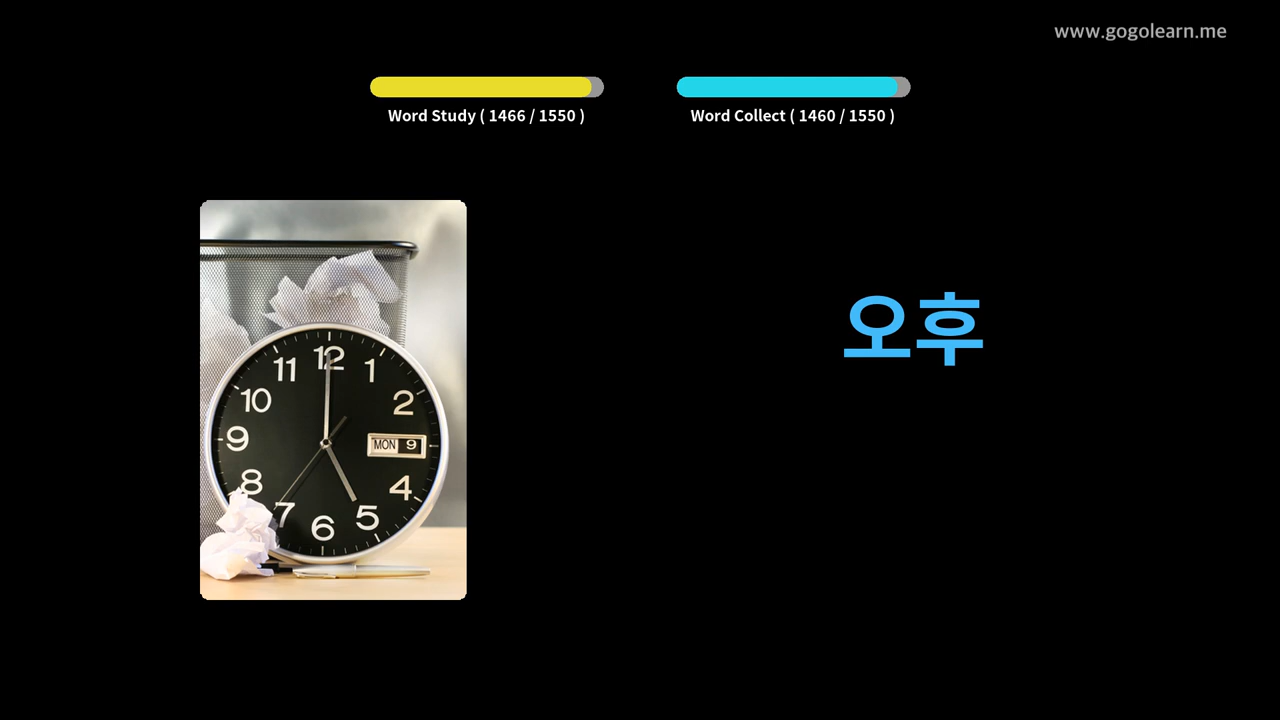 www.gogolearn.me
Word Study ( 1466 / 1550 )
Word Collect ( 1460 / 1550 )
오후
12
11
1
10
2
9
MON 9
8
4
7
5
6